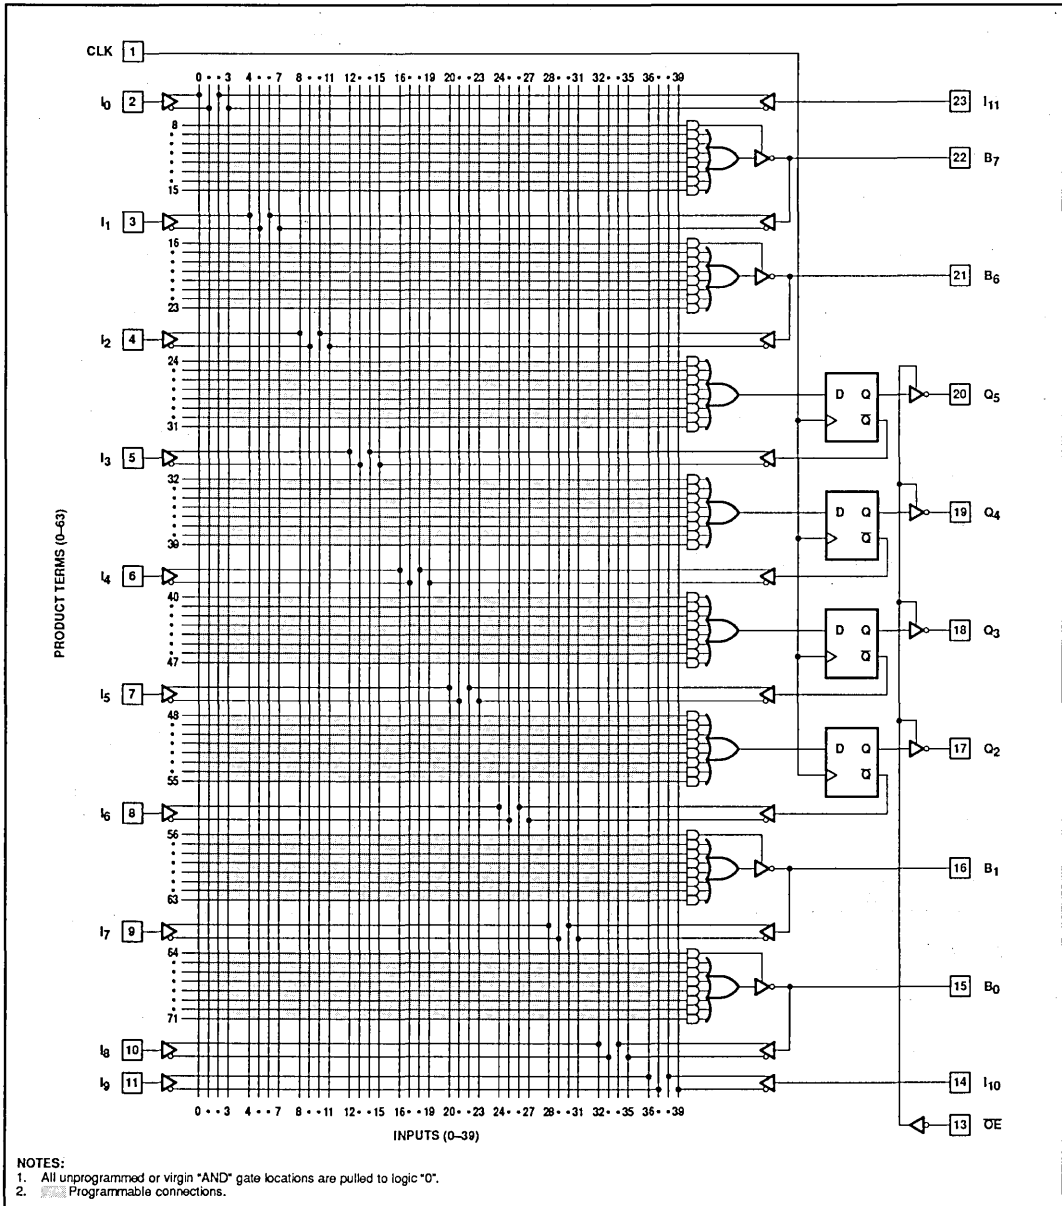 CLK 1
0 • • 3 4 • • 7 8 • • 11 12 • • 15 16 • • 19 20 • • 23 24 • • 27 28 • • 31 32 • • 35 36 • • 39
I0 2
23 I11
8
22 B7
15
I1 3
16
21 B6
23
I2 4
24
D Q
20 Q5
Q̅
31
I3 5
32
D Q
19 Q4
Q̅
39
I4 6
PRODUCT TERMS (0–63)
40
D Q
18 Q3
Q̅
47
I5 7
48
D Q
17 Q2
Q̅
55
I6 8
56
16 B1
63
I7 9
64
15 B0
71
I8 10
I9 11
14 I10
0 • • 3 4 • • 7 8 • • 11 12 • • 15 16 • • 19 20 • • 23 24 • • 27 28 • • 31 32 • • 35 36 • • 39
13 O̅E̅
INPUTS (0–39)
NOTES:
1. All unprogrammed or virgin "AND" gate locations are pulled to logic "0".
2. Programmable connections.